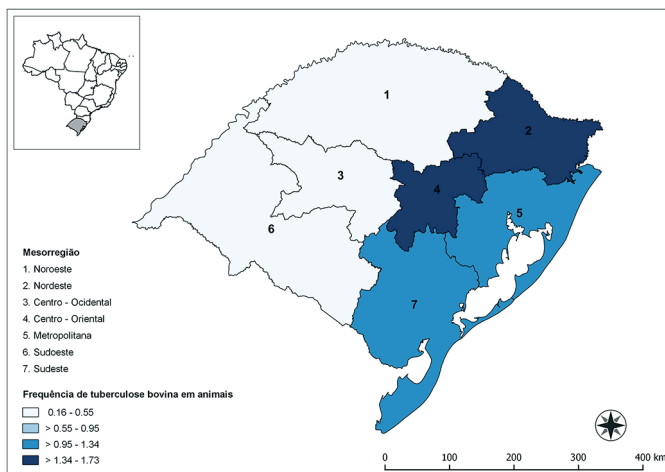 1
2
3
4
5
6
7
Mesorregião
1. Noroeste
2. Nordeste
3. Centro - Ocidental
4. Centro - Oriental
5. Metropolitana
6. Sudoeste
7. Sudeste
Frequência de tuberculose bovina em animais
0.16 - 0.55
> 0.55 - 0.95
> 0.95 - 1.34
> 1.34 - 1.73
0 100 200 300 400 km